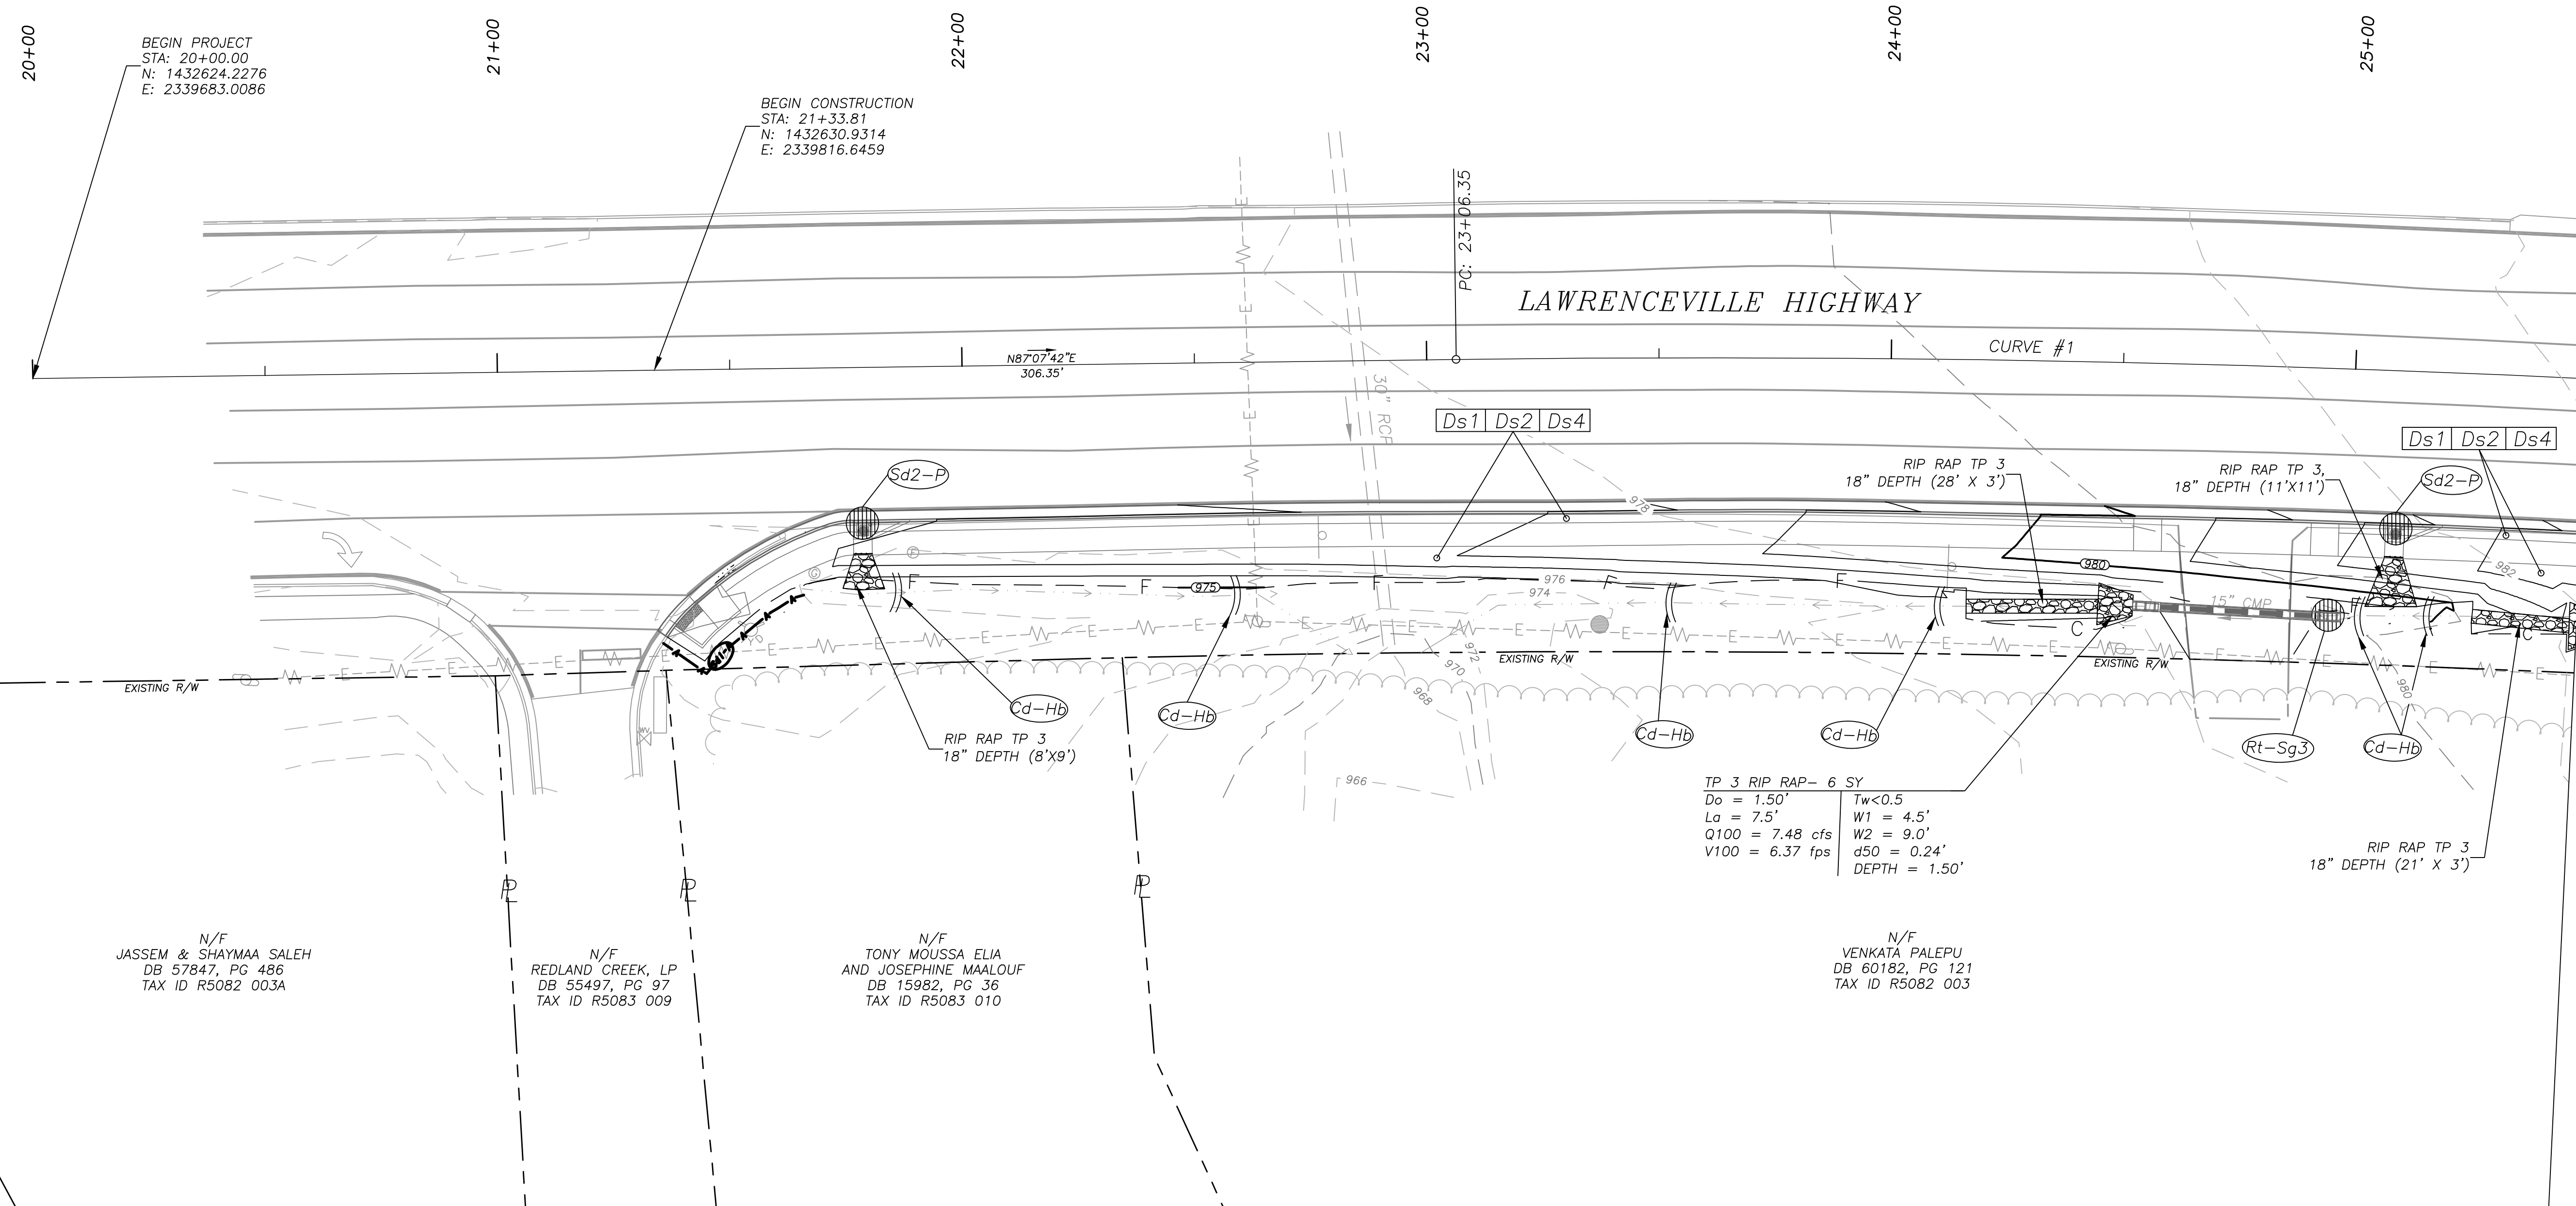 20+00
21+00
22+00
23+00
24+00
25+00
BEGIN PROJECT
STA: 20+00.00
N: 1432624.2276
E: 2339683.0086
BEGIN CONSTRUCTION
STA: 21+33.81
N: 1432630.9314
E: 2339816.6459
PC: 23+06.35
LAWRENCEVILLE HIGHWAY
N87°07'42"E
306.35'
CURVE #1
30" RCP
Ds1 Ds2 Ds4
Ds1 Ds2 Ds4
Sd2-P
RIP RAP TP 3
18" DEPTH (28' X 3')
RIP RAP TP 3,
18" DEPTH (11'X11')
Sd2-P
978
980
982
975
976
974
972
970
968
966
980
15" CMP
F
F
F
F
F
F
C
C
E
E
E
E
EXISTING R/W
EXISTING R/W
EXISTING R/W
Cd-Hb
Cd-Hb
Cd-Hb
Cd-Hb
Rt-Sg3
Cd-Hb
RIP RAP TP 3
18" DEPTH (8'X9')
TP 3 RIP RAP- 6 SY
Do = 1.50'
La = 7.5'
Q100 = 7.48 cfs
V100 = 6.37 fps
Tw<0.5
W1 = 4.5'
W2 = 9.0'
d50 = 0.24'
DEPTH = 1.50'
RIP RAP TP 3
18" DEPTH (21' X 3')
PL
PL
PL
N/F
JASSEM & SHAYMAA SALEH
DB 57847, PG 486
TAX ID R5082 003A
N/F
REDLAND CREEK, LP
DB 55497, PG 97
TAX ID R5083 009
N/F
TONY MOUSSA ELIA
AND JOSEPHINE MAALOUF
DB 15982, PG 36
TAX ID R5083 010
N/F
VENKATA PALEPU
DB 60182, PG 121
TAX ID R5082 003